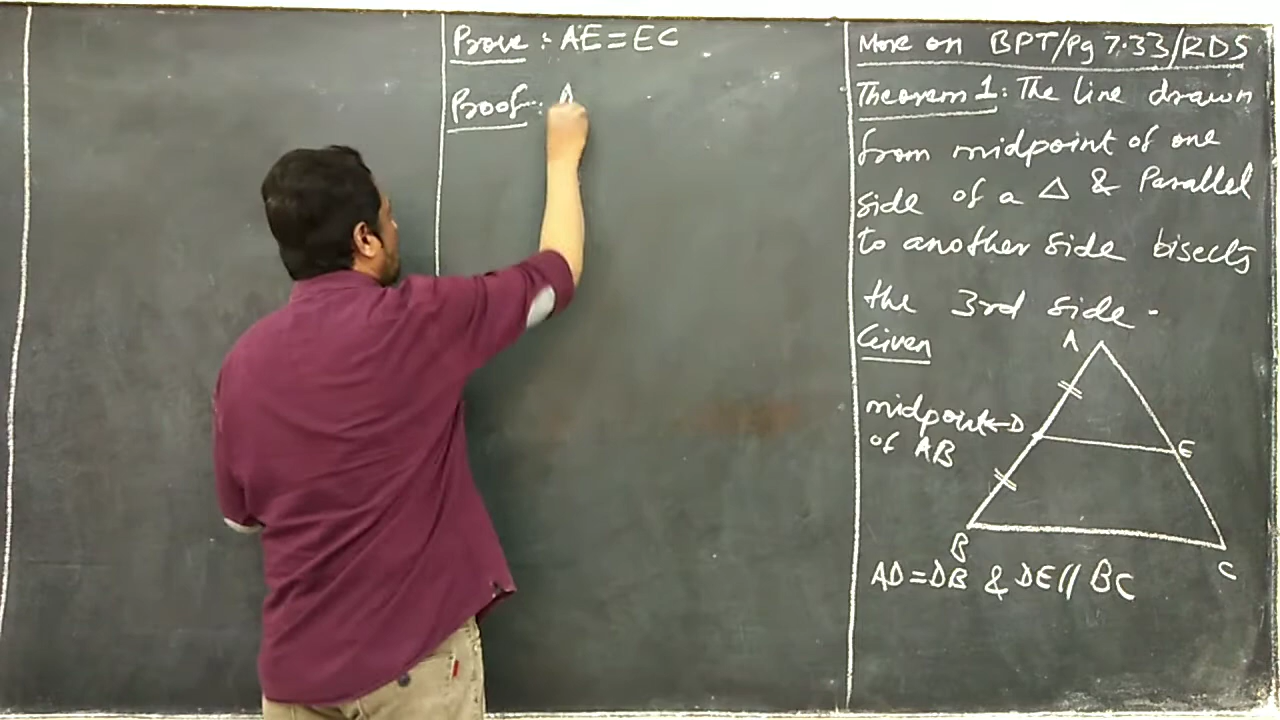 Prove :- AE = EC
Proof :- A
More on BPT/Pg 7.33/RDS
Theorem 1: The line drawn
from midpoint of one
side of a △ & Parallel
to another side bisects
the 3rd side.
Given
A
midpoint ← D
of AB
E
B
C
AD = DB & DE // BC